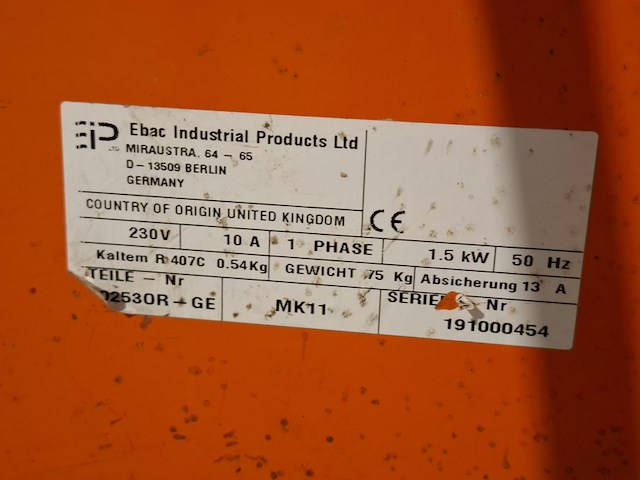 EIP Ebac Industrial Products Ltd
MIRAUSTRA. 64 - 65
D-13509 BERLIN
GERMANY
COUNTRY OF ORIGIN UNITED KINGDOM
CE
230V 10 A 1 PHASE 1.5 kW 50 Hz
Kaltem R 407C 0.54Kg GEWICHT 75 Kg Absicherung 13 A
TEILE - Nr Nr
MK11
191000454